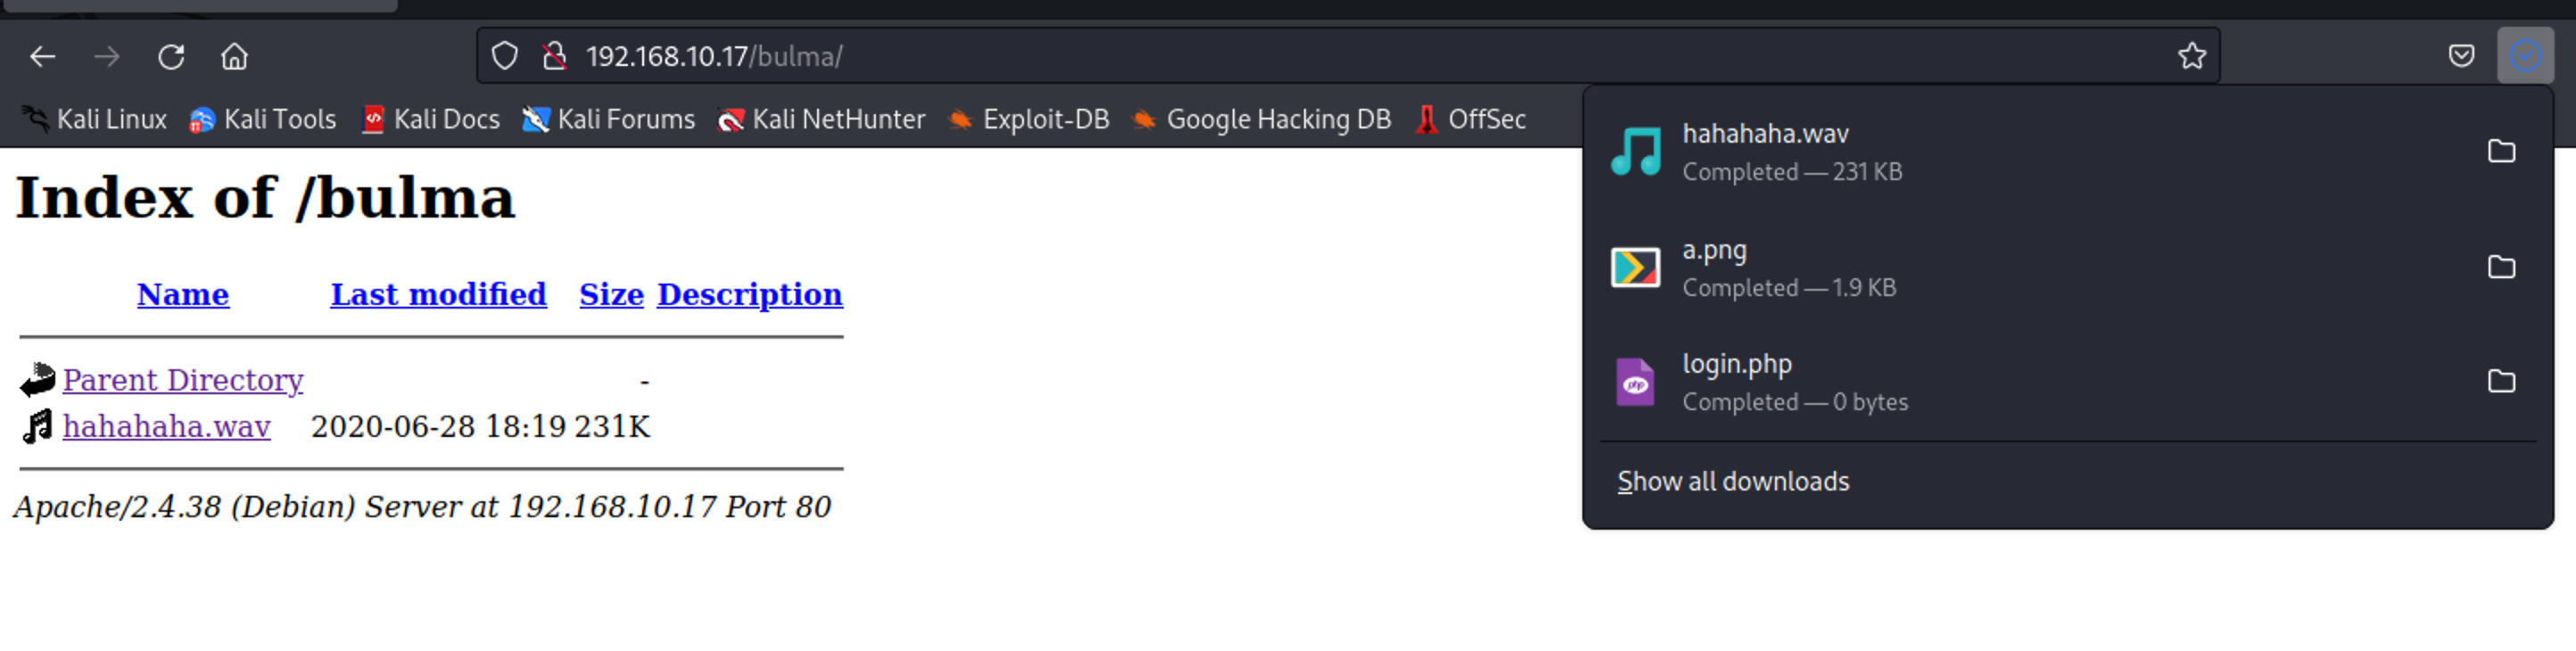 192.168.10.17/bulma/
Kali Linux Kali Tools Kali Docs Kali Forums Kali NetHunter Exploit-DB Google Hacking DB OffSec
Index of /bulma
Name Last modified Size Description
Parent Directory -
hahahaha.wav 2020-06-28 18:19 231K
Apache/2.4.38 (Debian) Server at 192.168.10.17 Port 80
hahahaha.wav
Completed — 231 KB
a.png
Completed — 1.9 KB
login.php
Completed — 0 bytes
Show all downloads